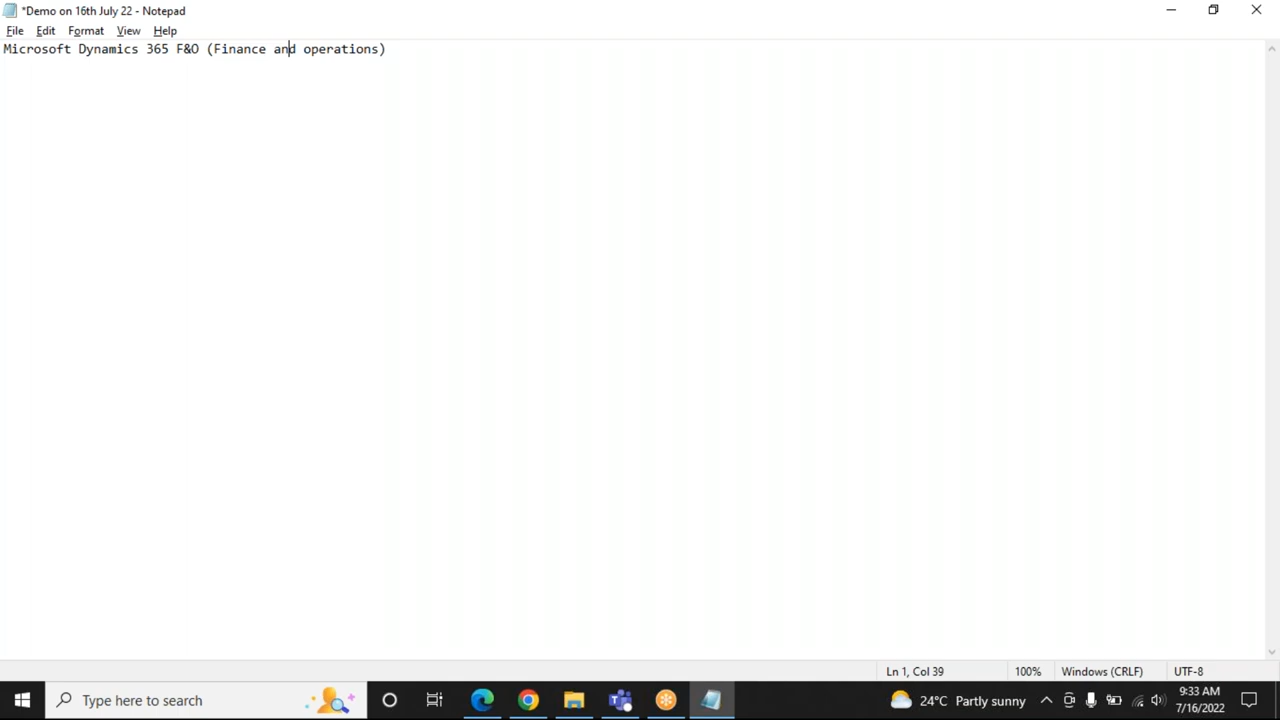 *Demo on 16th July 22 - Notepad
File Edit Format View Help
Microsoft Dynamics 365 F&O (Finance and operations)
Ln 1, Col 39 100% Windows (CRLF) UTF-8
Type here to search
24°C Partly sunny
9:33 AM
7/16/2022